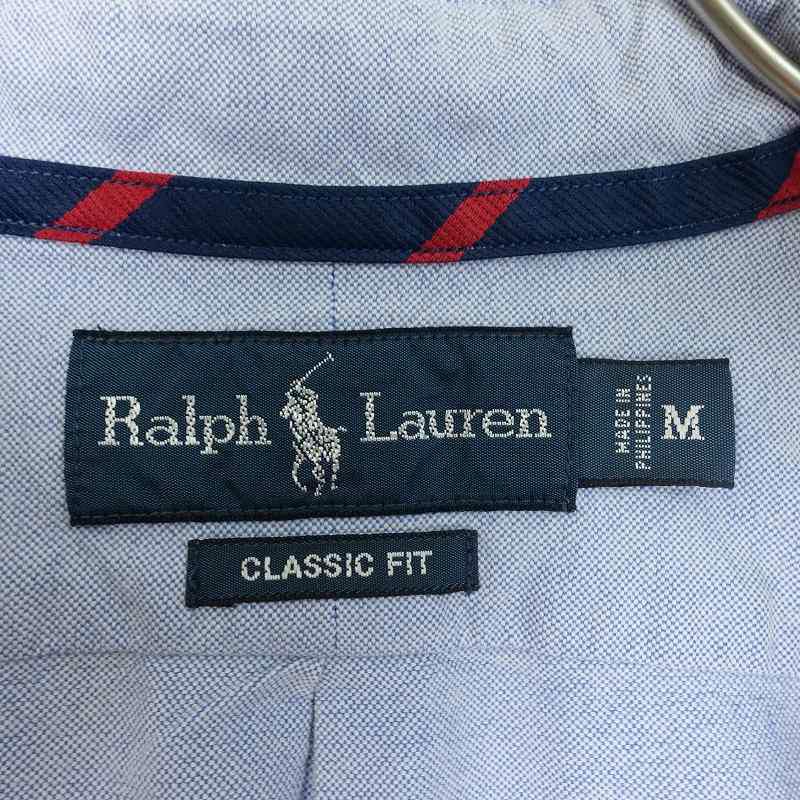 Ralph Lauren
MADE IN
PHILIPPINES
M
CLASSIC FIT